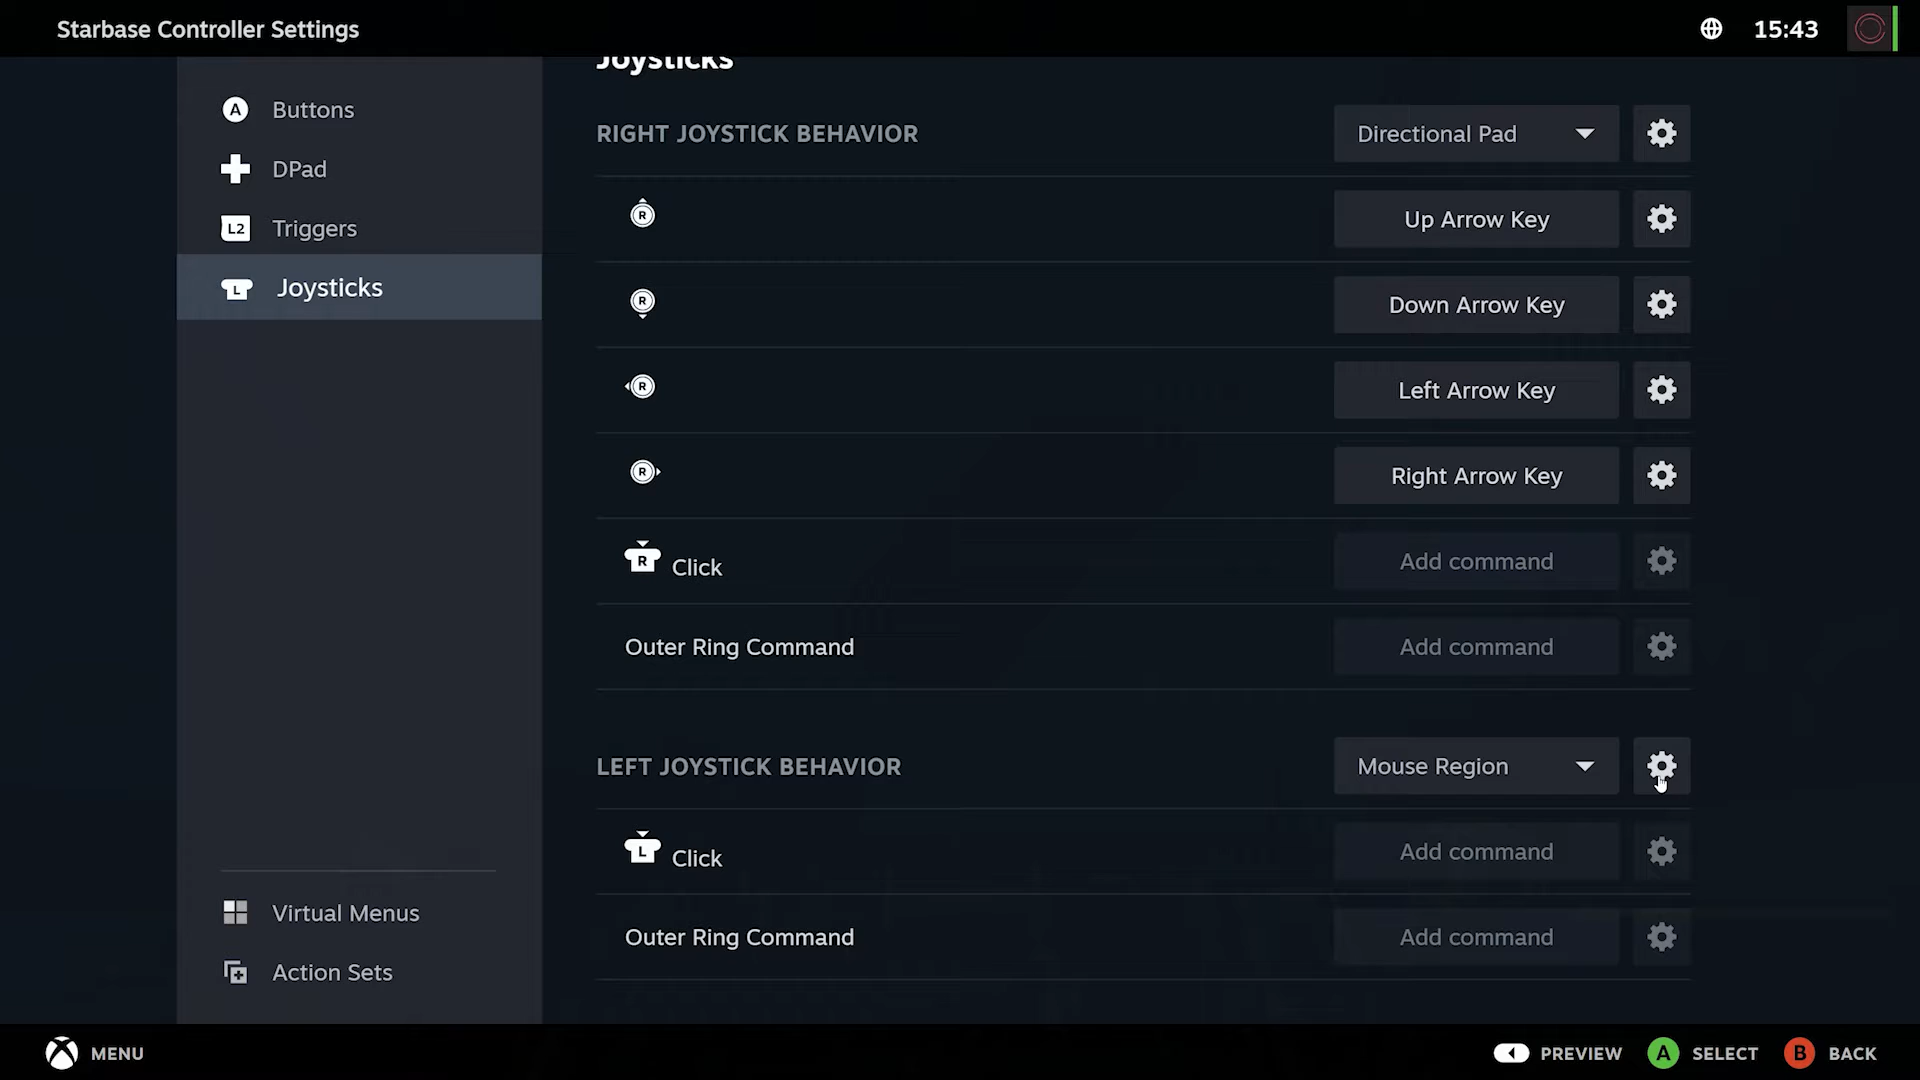 Starbase Controller Settings
15:43
Joysticks
A Buttons
DPad
L2 Triggers
L Joysticks
RIGHT JOYSTICK BEHAVIOR
Directional Pad
R
Up Arrow Key
R
Down Arrow Key
R
Left Arrow Key
R
Right Arrow Key
R Click
Add command
Outer Ring Command
Add command
LEFT JOYSTICK BEHAVIOR
Mouse Region
L Click
Add command
Outer Ring Command
Add command
Virtual Menus
Action Sets
MENU
PREVIEW
A SELECT
B BACK